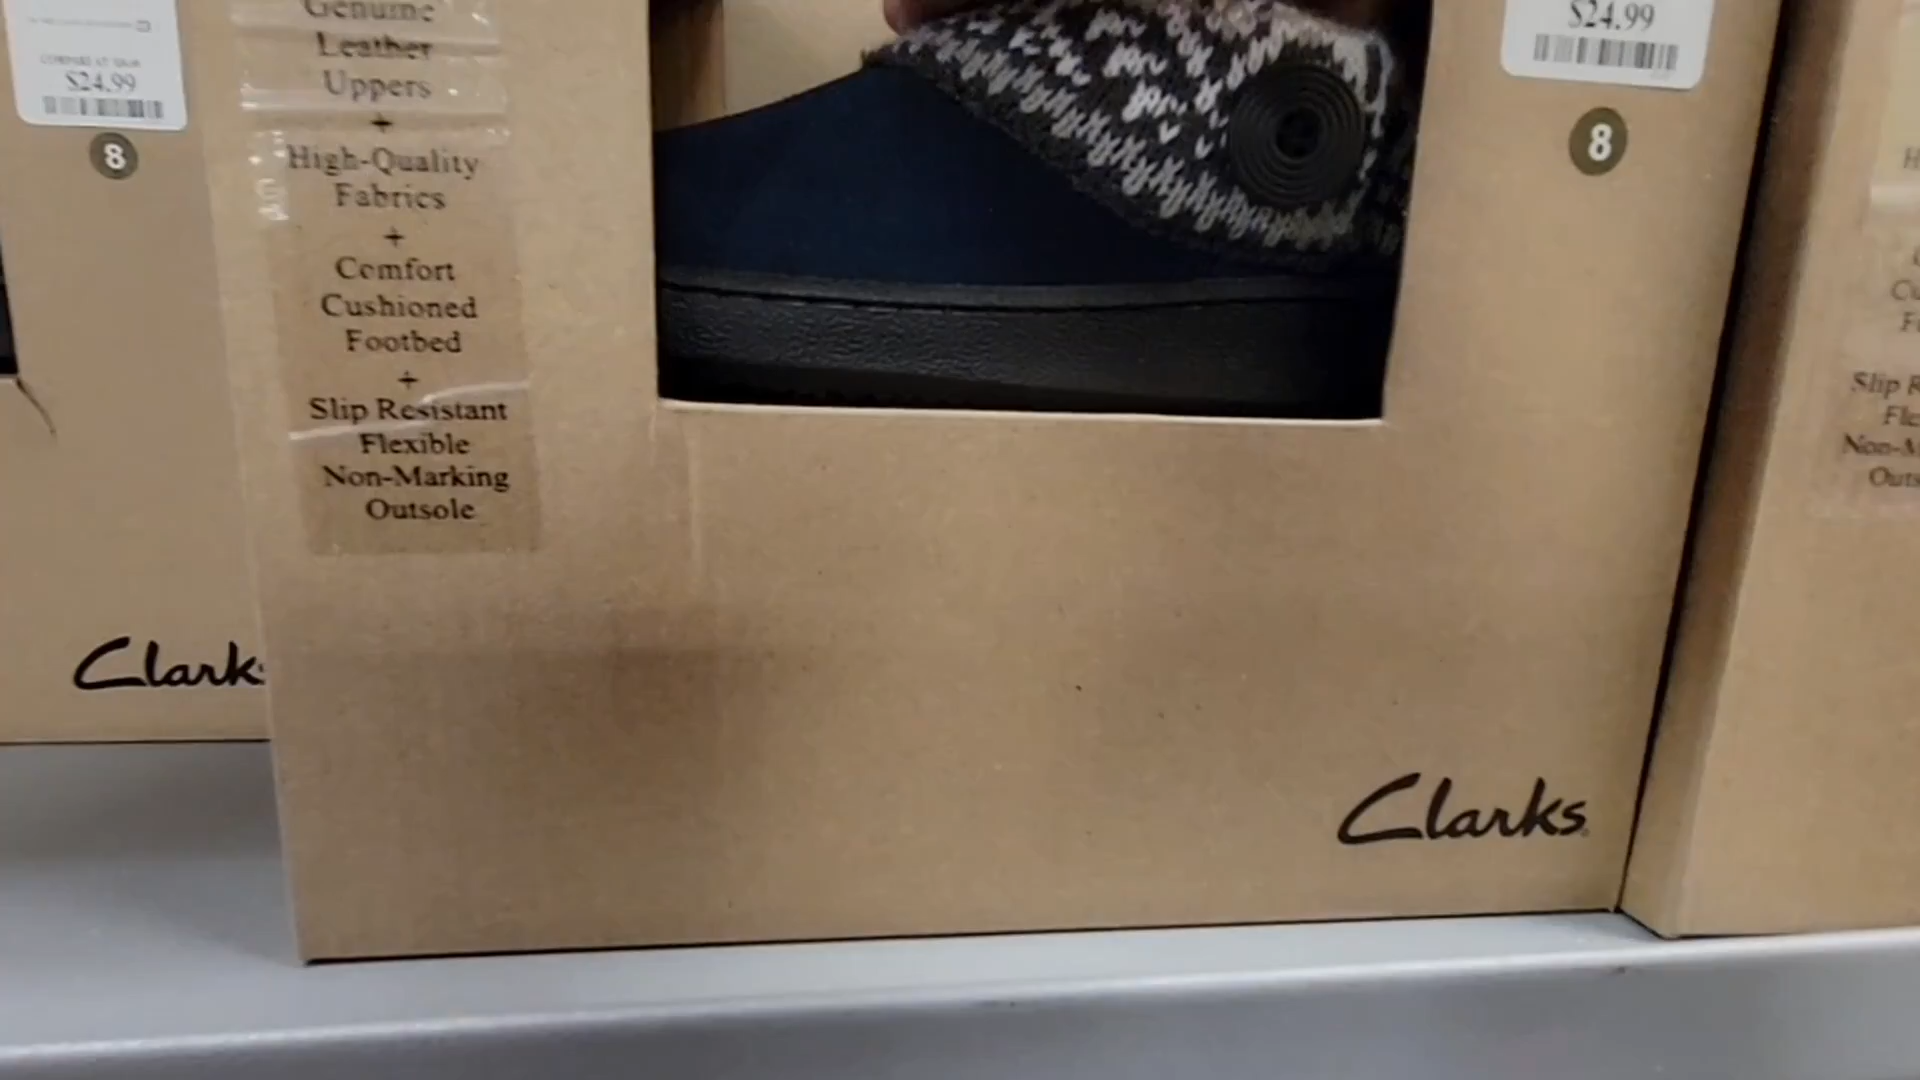 $24.99
8
Genuine
Leather
Uppers
+
High-Quality
Fabrics
+
Comfort
Cushioned
Footbed
+
Slip Resistant
Flexible
Non-Marking
Outsole
Clarks
$24.99
8
Clarks
Slip